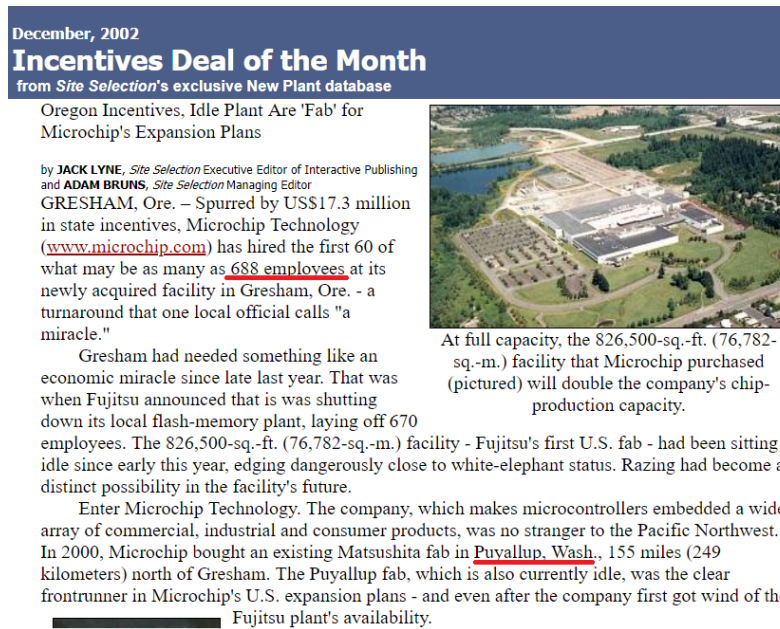 December, 2002
Incentives Deal of the Month
from Site Selection's exclusive New Plant database
Oregon Incentives, Idle Plant Are 'Fab' for
Microchip's Expansion Plans
by JACK LYNE, Site Selection Executive Editor of Interactive Publishing
and ADAM BRUNS, Site Selection Managing Editor
GRESHAM, Ore. – Spurred by US$17.3 million
in state incentives, Microchip Technology
(www.microchip.com) has hired the first 60 of
what may be as many as 688 employees at its
newly acquired facility in Gresham, Ore. - a
turnaround that one local official calls "a
miracle."
At full capacity, the 826,500-sq.-ft. (76,782-
sq.-m.) facility that Microchip purchased
(pictured) will double the company's chip-
production capacity.
Gresham had needed something like an
economic miracle since late last year. That was
when Fujitsu announced that is was shutting
down its local flash-memory plant, laying off 670
employees. The 826,500-sq.-ft. (76,782-sq.-m.) facility - Fujitsu's first U.S. fab - had been sitting
idle since early this year, edging dangerously close to white-elephant status. Razing had become a
distinct possibility in the facility's future.
Enter Microchip Technology. The company, which makes microcontrollers embedded a wide
array of commercial, industrial and consumer products, was no stranger to the Pacific Northwest.
In 2000, Microchip bought an existing Matsushita fab in Puyallup, Wash., 155 miles (249
kilometers) north of Gresham. The Puyallup fab, which is also currently idle, was the clear
frontrunner in Microchip's U.S. expansion plans - and even after the company first got wind of the
Fujitsu plant's availability.